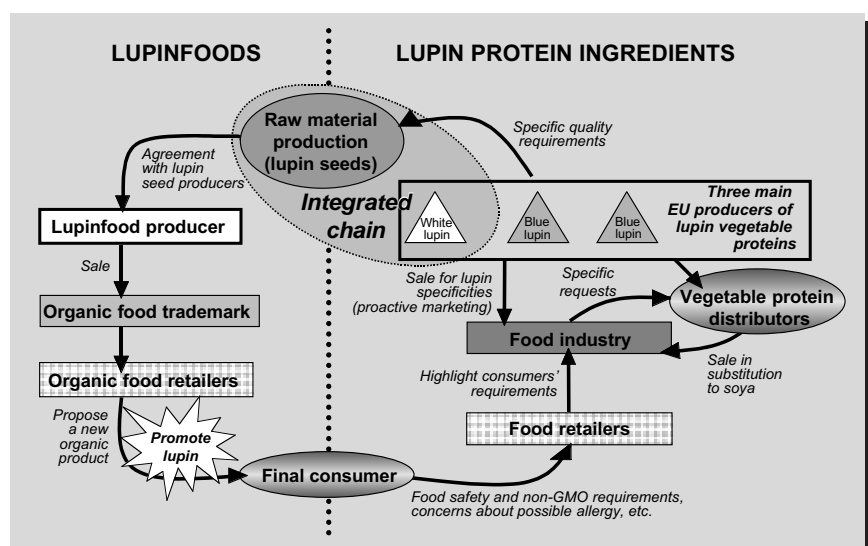 LUPINFOODS
LUPIN PROTEIN INGREDIENTS
Raw material
production
(lupin seeds)
Specific quality
requirements
Agreement
with lupin
seed producers
Integrated
chain
White
lupin
Blue
lupin
Blue
lupin
Three main
EU producers of
lupin vegetable
proteins
Lupinfood producer
Sale
Sale for lupin
specificities
(proactive marketing)
Specific
requests
Vegetable protein
distributors
Organic food trademark
Food industry
Sale in
substitution
to soya
Organic food retailers
Highlight consumers’
requirements
Propose
a new
organic
product
Promote
lupin
Food retailers
Final consumer
Food safety and non-GMO requirements,
concerns about possible allergy, etc.